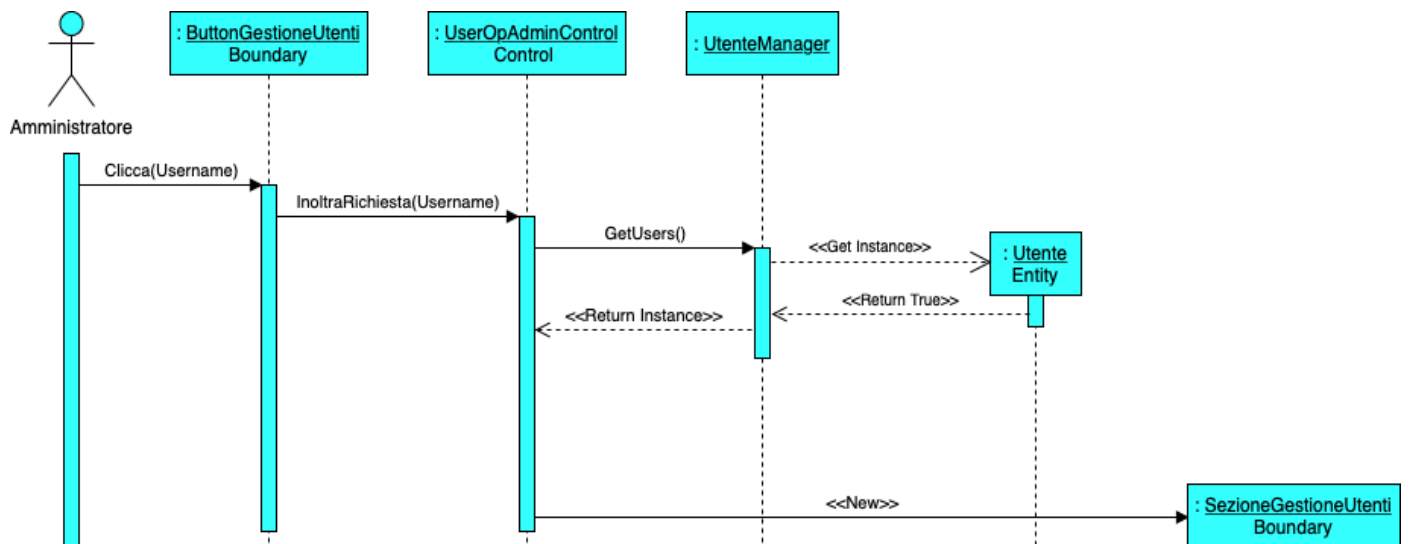 : ButtonGestioneUtenti
Boundary
: UserOpAdminControl
Control
: UtenteManager
Amministratore
Clicca(Username)
InoltraRichiesta(Username)
GetUsers()
<<Get Instance>>
: Utente
Entity
<<Return True>>
<<Return Instance>>
<<New>>
: SezioneGestioneUtenti
Boundary